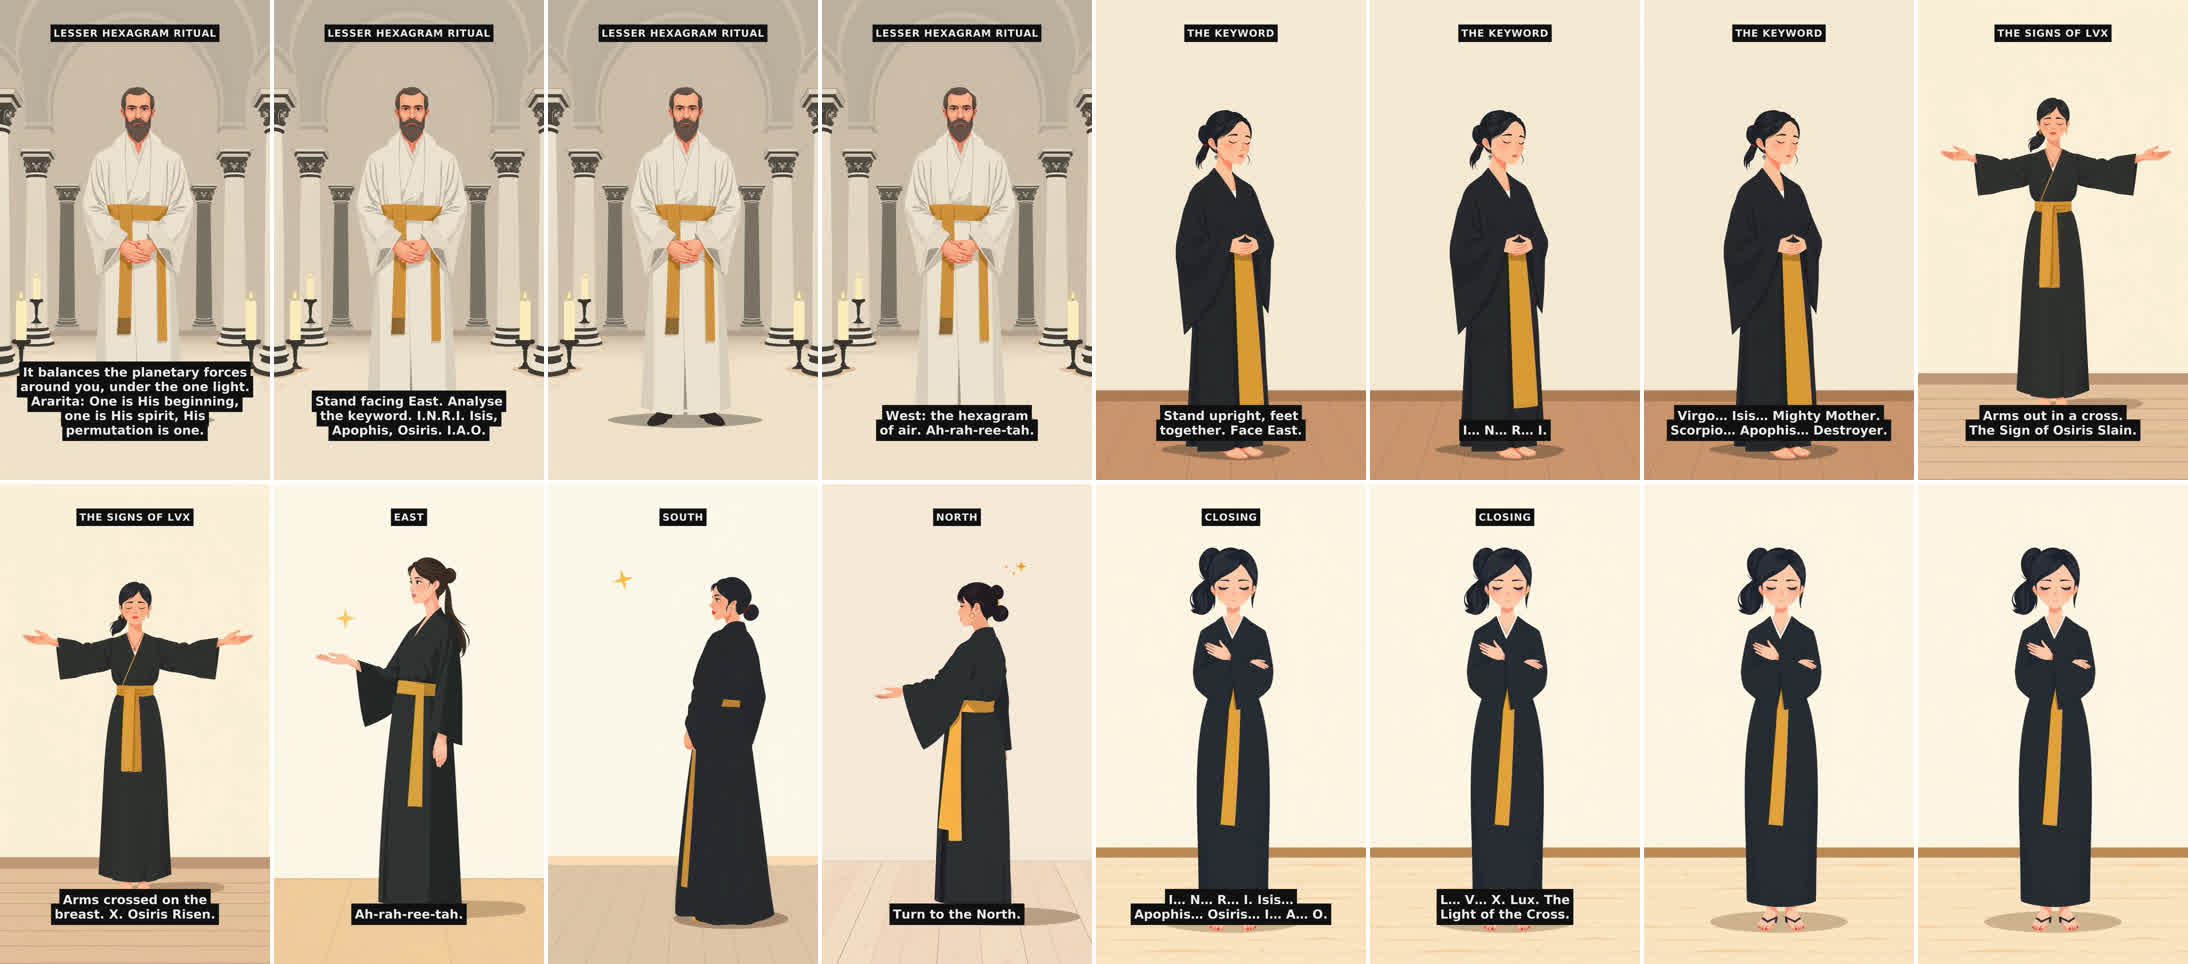 LESSER HEXAGRAM RITUAL
It balances the planetary forces
around you, under the one light.
Ararita: One is His beginning,
one is His spirit, His
permutation is one.
LESSER HEXAGRAM RITUAL
Stand facing East. Analyse
the keyword. I.N.R.I. Isis,
Apophis, Osiris. I.A.O.
LESSER HEXAGRAM RITUAL
LESSER HEXAGRAM RITUAL
West: the hexagram
of air. Ah-rah-ree-tah.
THE KEYWORD
Stand upright, feet
together. Face East.
THE KEYWORD
I... N... R... I.
THE KEYWORD
Virgo... Isis... Mighty Mother.
Scorpio... Apophis... Destroyer.
THE SIGNS OF LVX
Arms out in a cross.
The Sign of Osiris Slain.
THE SIGNS OF LVX
Arms crossed on the
breast. X. Osiris Risen.
EAST
Ah-rah-ree-tah.
SOUTH
NORTH
Turn to the North.
CLOSING
I... N... R... I. Isis...
Apophis... Osiris... I... A... O.
CLOSING
L... V... X. Lux. The
Light of the Cross.